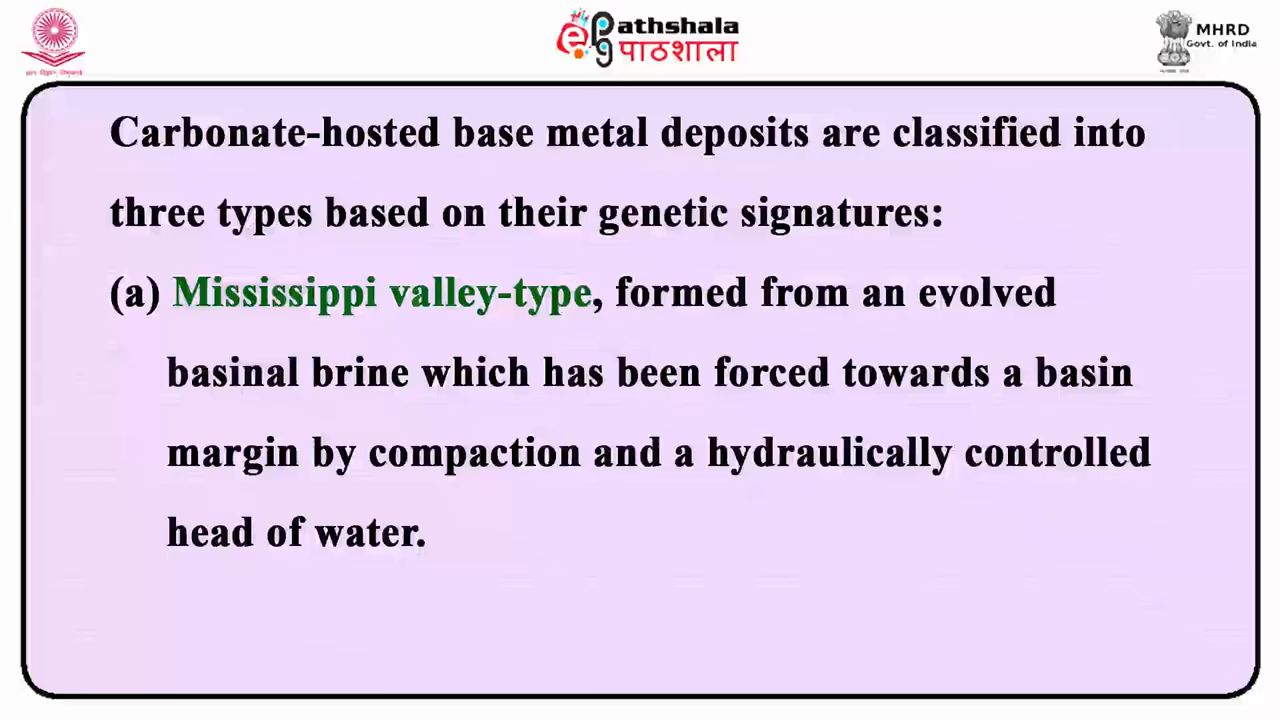 Pathshala
पाठशाला
MHRD
Govt. of India
Carbonate-hosted base metal deposits are classified into
three types based on their genetic signatures:
(a) Mississippi valley-type, formed from an evolved
basinal brine which has been forced towards a basin
margin by compaction and a hydraulically controlled
head of water.